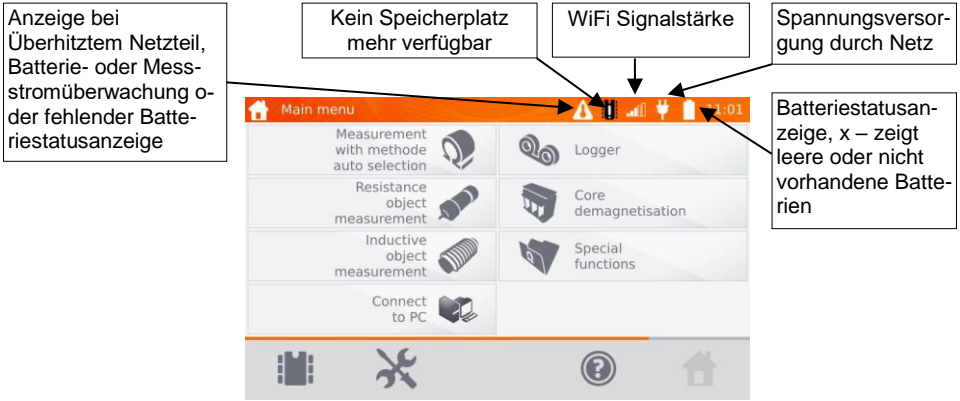 Anzeige bei
Überhitztem Netzteil,
Batterie- oder Mess-
stromüberwachung o-
der fehlender Batte-
riestatusanzeige
Kein Speicherplatz
mehr verfügbar
WiFi Signalstärke
Spannungsversor-
gung durch Netz
Batteriestatusan-
zeige, x – zeigt
leere oder nicht
vorhandene Batte-
rien
Main menu
11:01
Measurement
with methode
auto selection
Logger
Resistance
object
measurement
Core
demagnetisation
Inductive
object
measurement
Special
functions
Connect
to PC